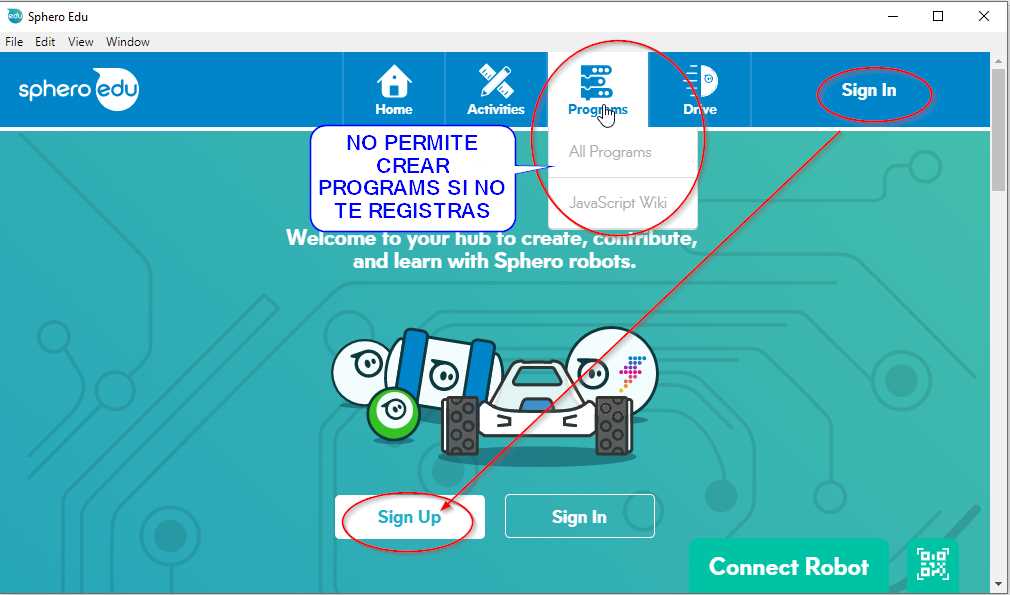 Sphero Edu
File Edit View Window
sphero edu
Home
Activities
Programs
Drive
Sign In
All Programs
JavaScript Wiki
NO PERMITE
CREAR
PROGRAMS SI NO
TE REGISTRAS
Welcome to your hub to create, contribute,
and learn with Sphero robots.
Sign Up
Sign In
Connect Robot